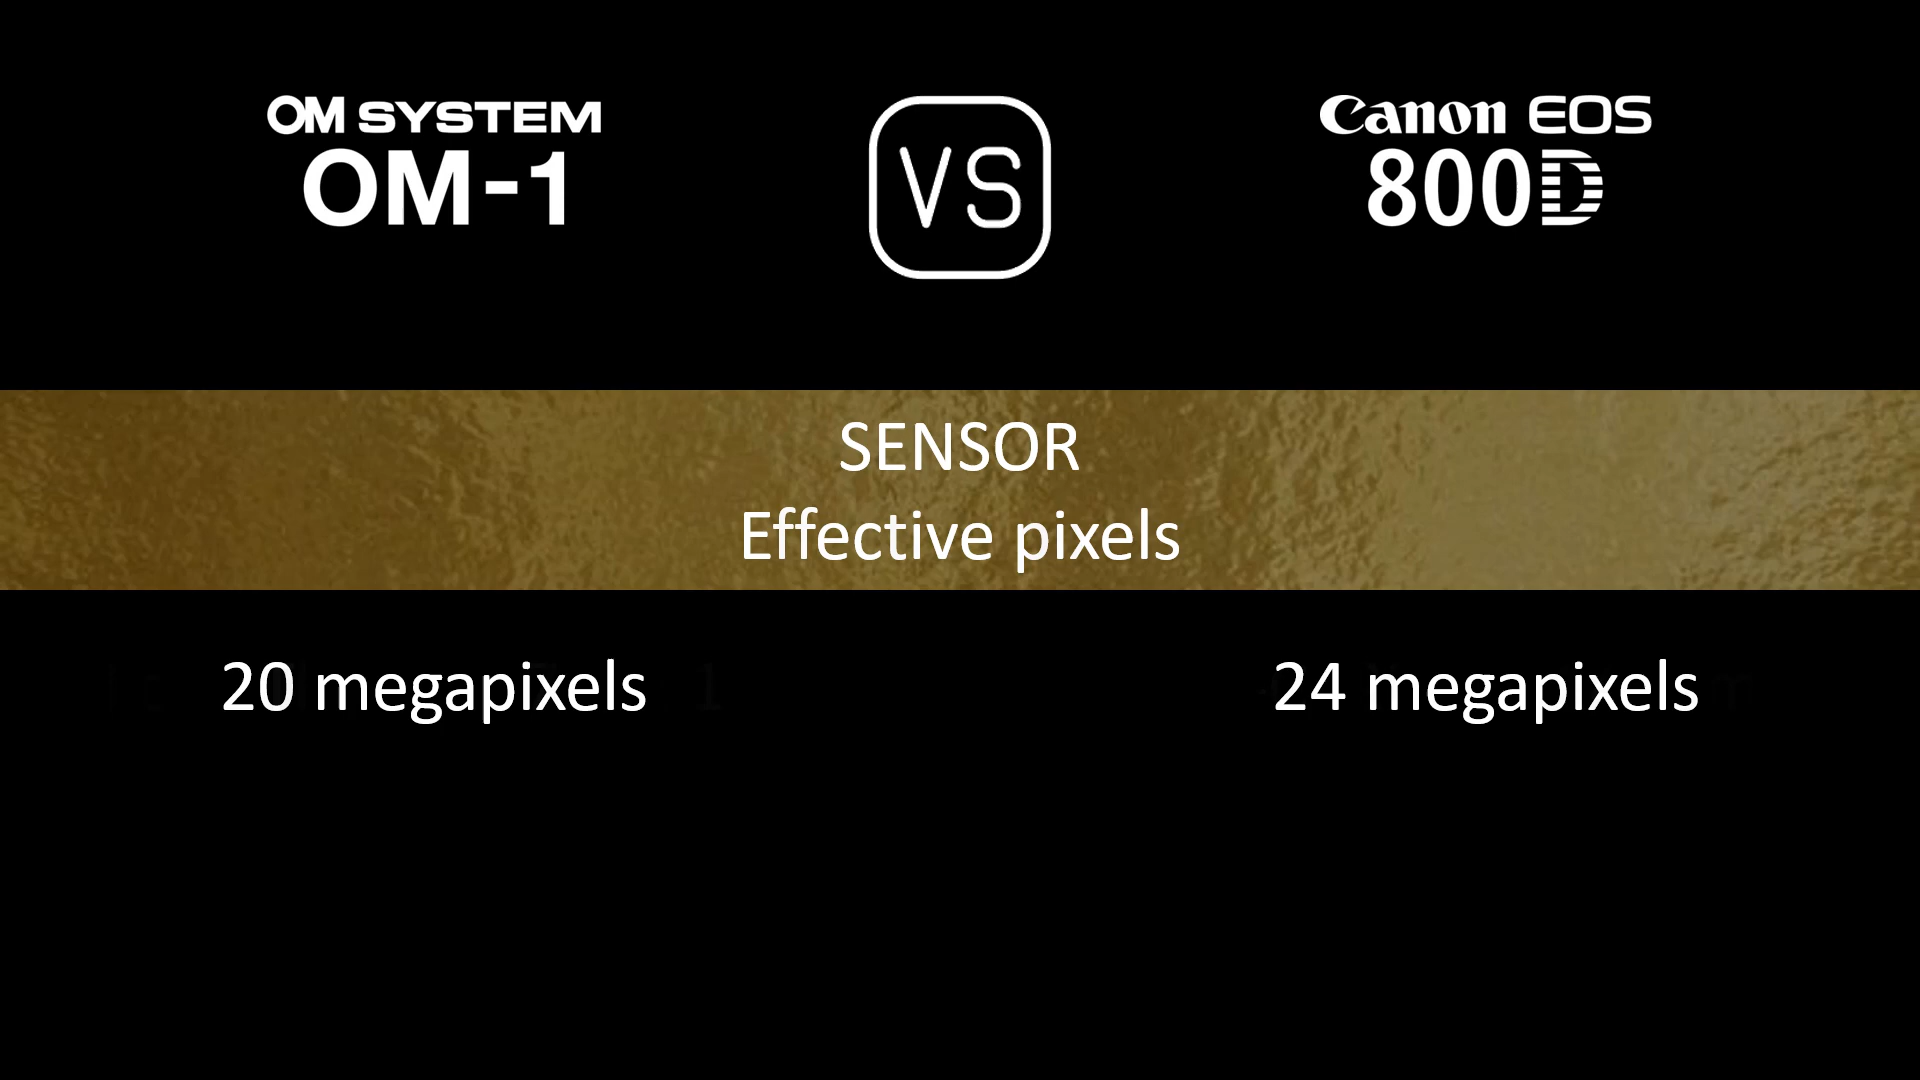 OM SYSTEM
OM-1
VS
Canon EOS
800D
SENSOR
Effective pixels
20 megapixels
24 megapixels